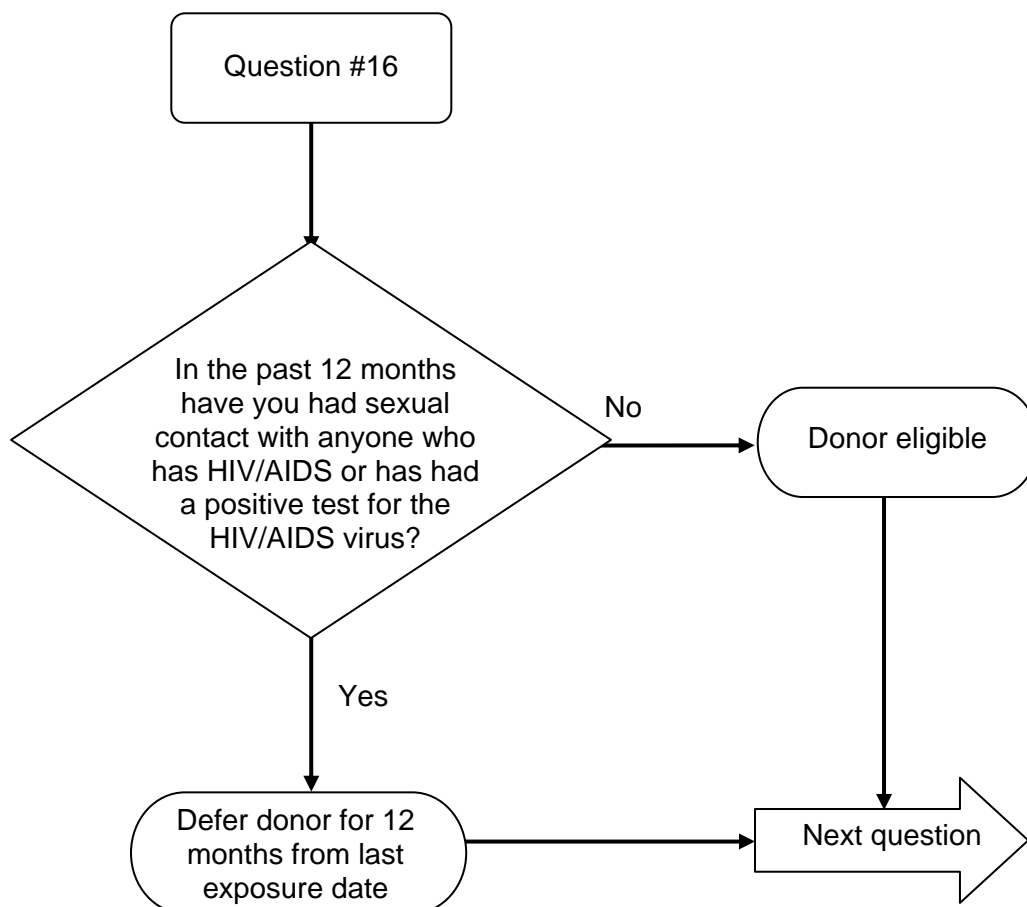 Question #16
In the past 12 months
have you had sexual
contact with anyone who
has HIV/AIDS or has had
a positive test for the
HIV/AIDS virus?
No
Donor eligible
Yes
Defer donor for 12
months from last
exposure date
Next question